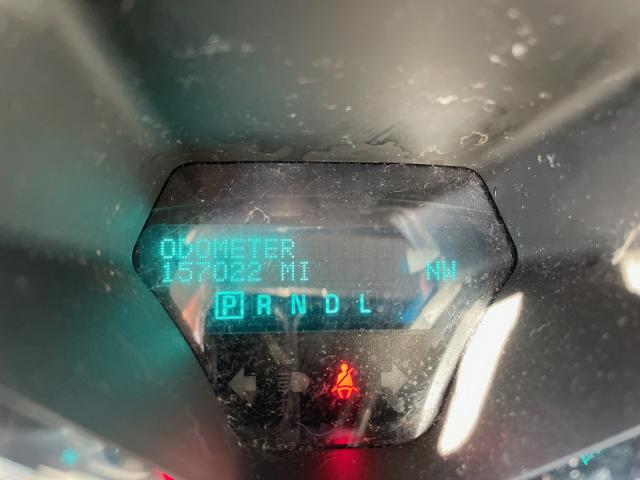 ODOMETER
157022 MI NW
P R N D L